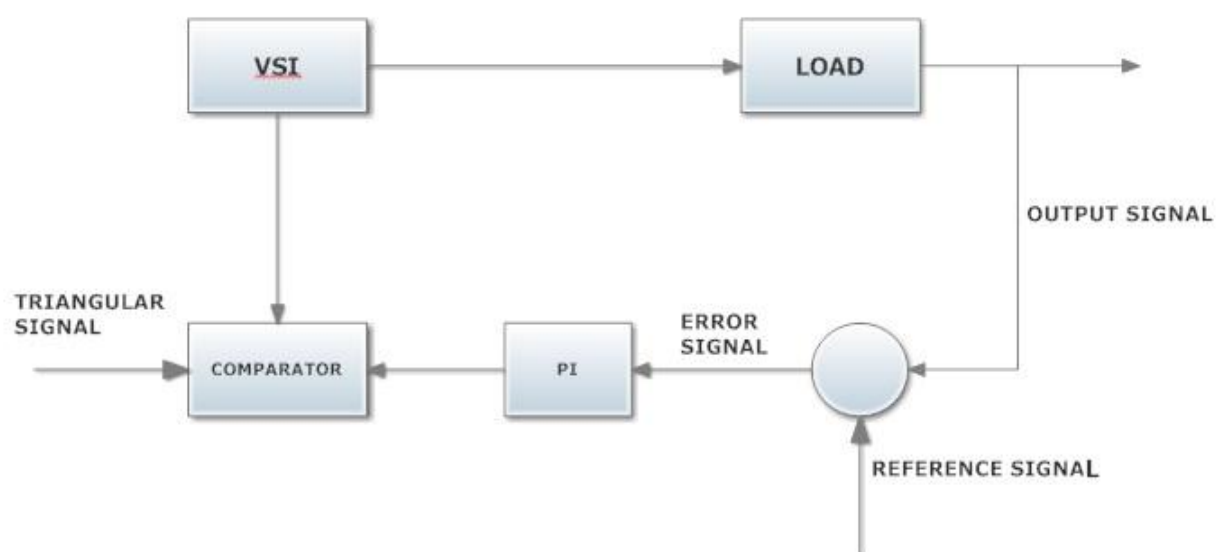 VSI
LOAD
OUTPUT SIGNAL
TRIANGULAR
SIGNAL
COMPARATOR
PI
ERROR
SIGNAL
REFERENCE SIGNAL